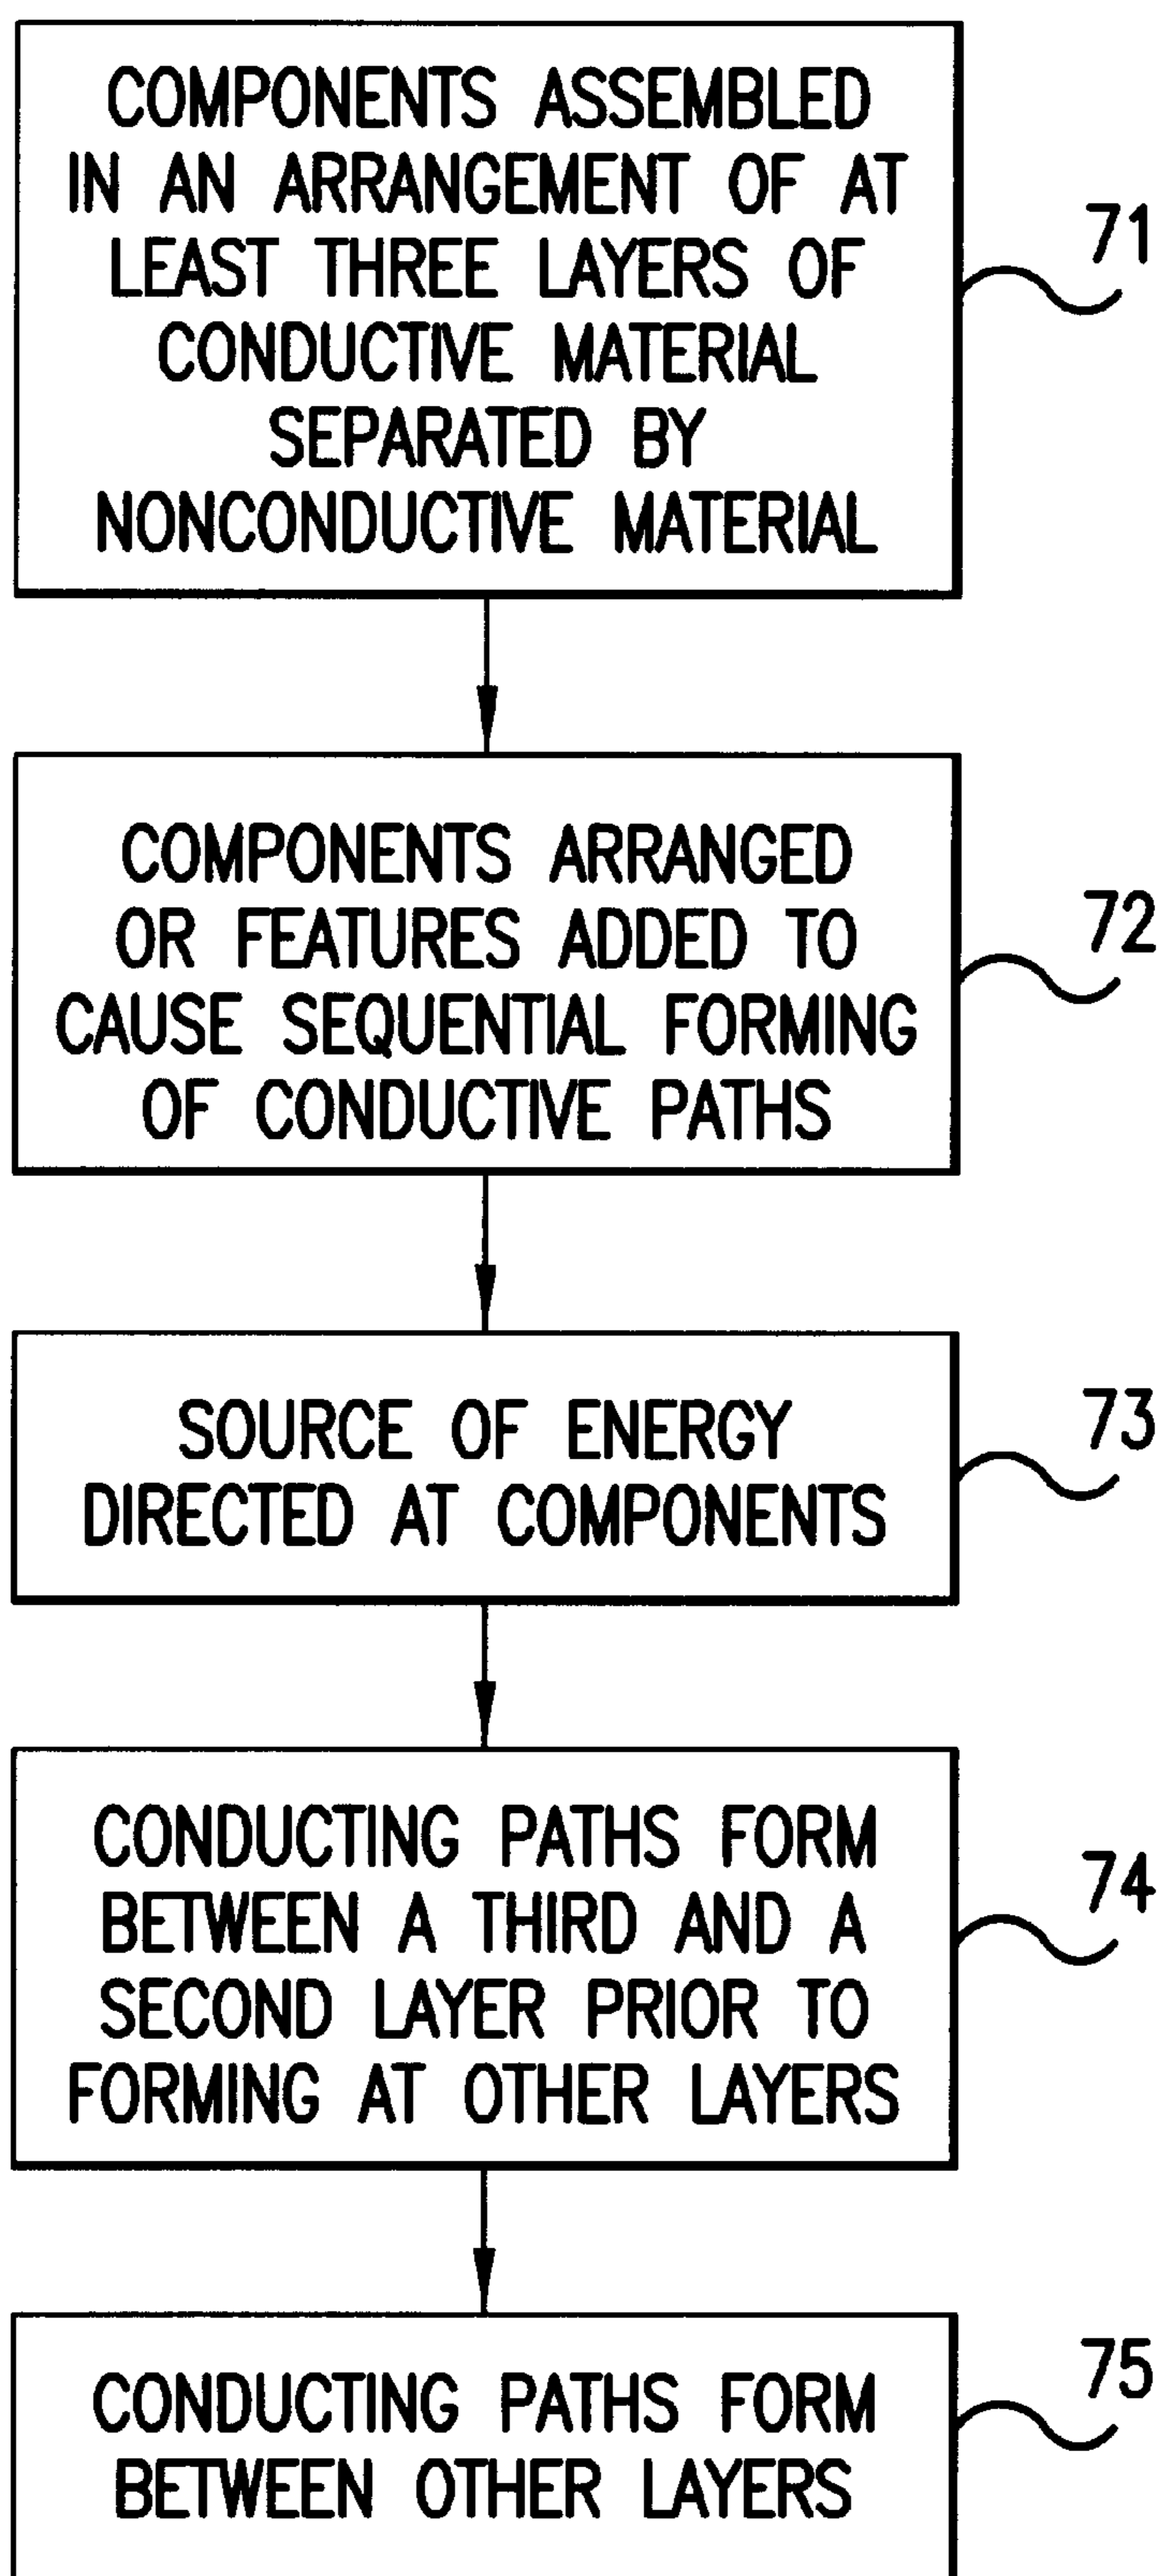 COMPONENTS ASSEMBLED
IN AN ARRANGEMENT OF AT
LEAST THREE LAYERS OF
CONDUCTIVE MATERIAL
SEPARATED BY
NONCONDUCTIVE MATERIAL
71
COMPONENTS ARRANGED
OR FEATURES ADDED TO
CAUSE SEQUENTIAL FORMING
OF CONDUCTIVE PATHS
72
SOURCE OF ENERGY
DIRECTED AT COMPONENTS
73
CONDUCTING PATHS FORM
BETWEEN A THIRD AND A
SECOND LAYER PRIOR TO
FORMING AT OTHER LAYERS
74
CONDUCTING PATHS FORM
BETWEEN OTHER LAYERS
75